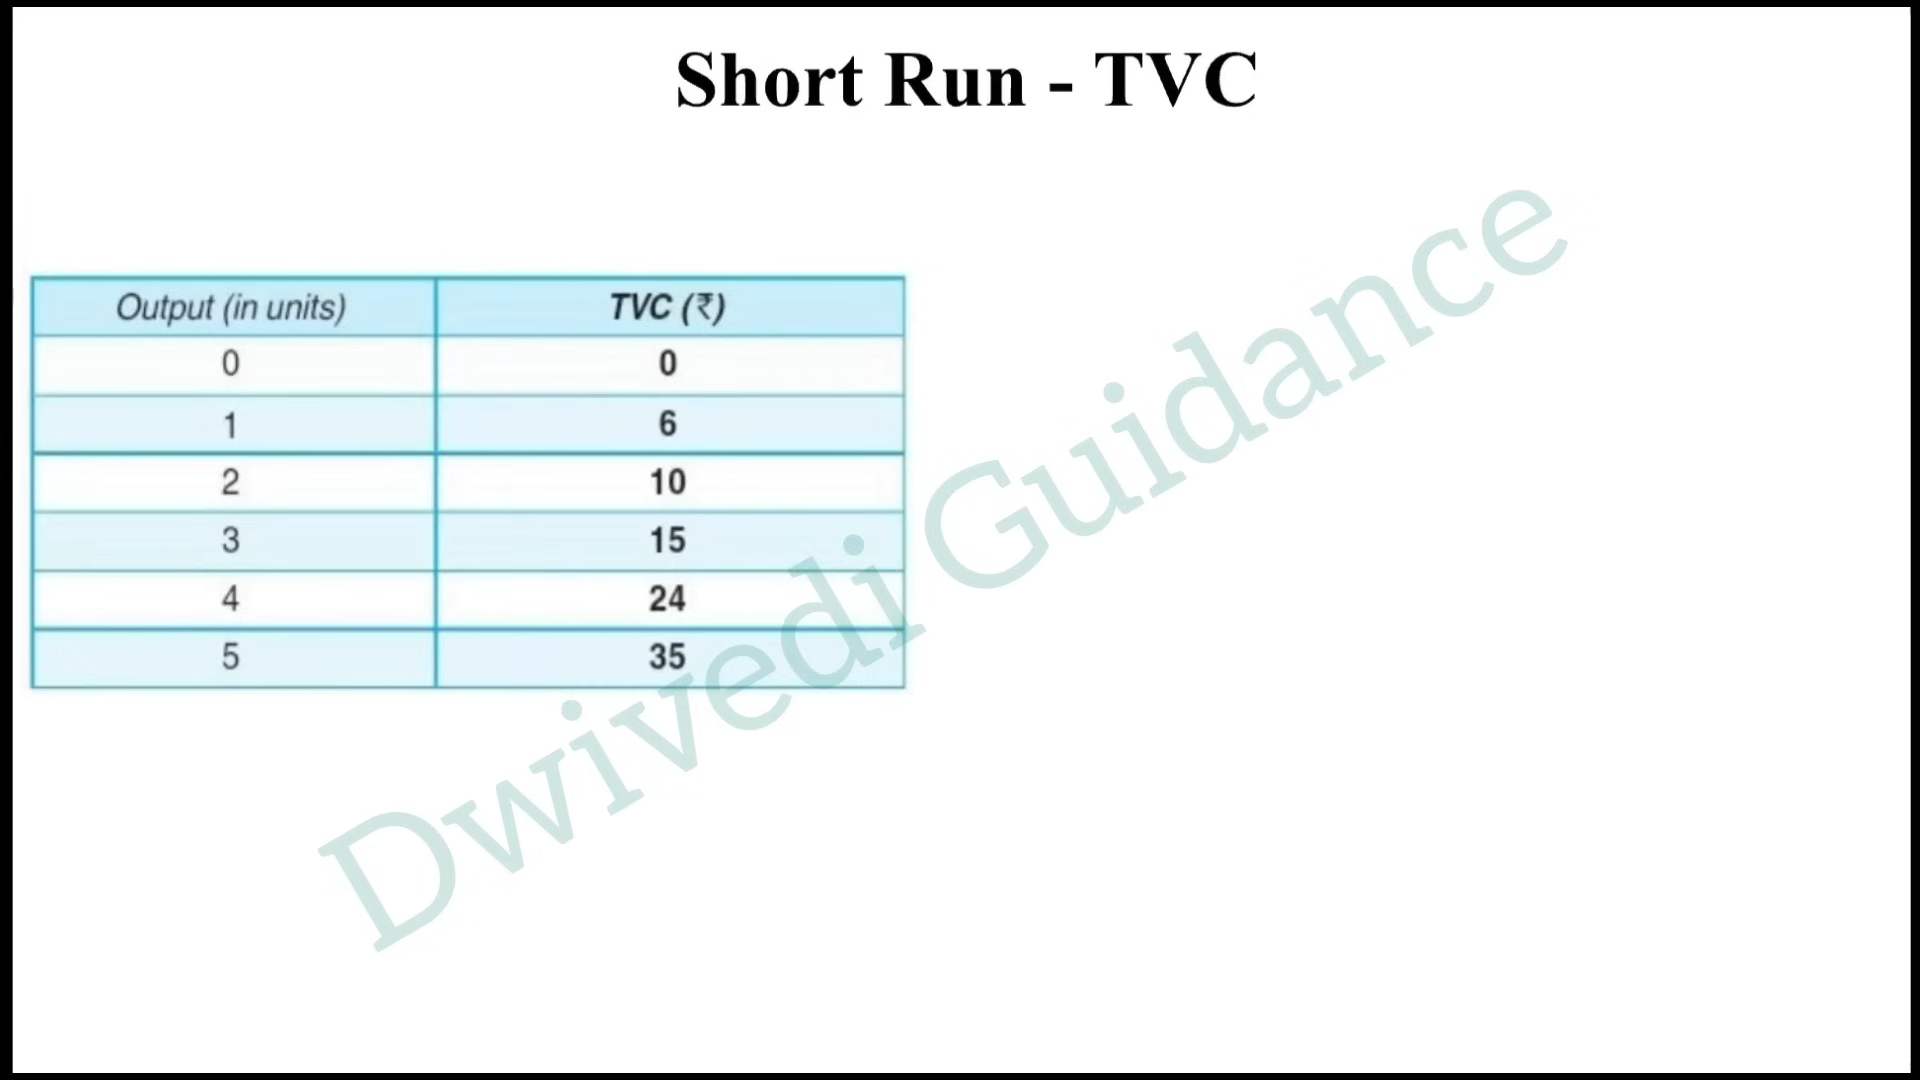 Short Run - TVC
Output (in units) TVC (₹)
0 0
1 6
2 10
3 15
4 24
5 35
Dwivedi Guidance